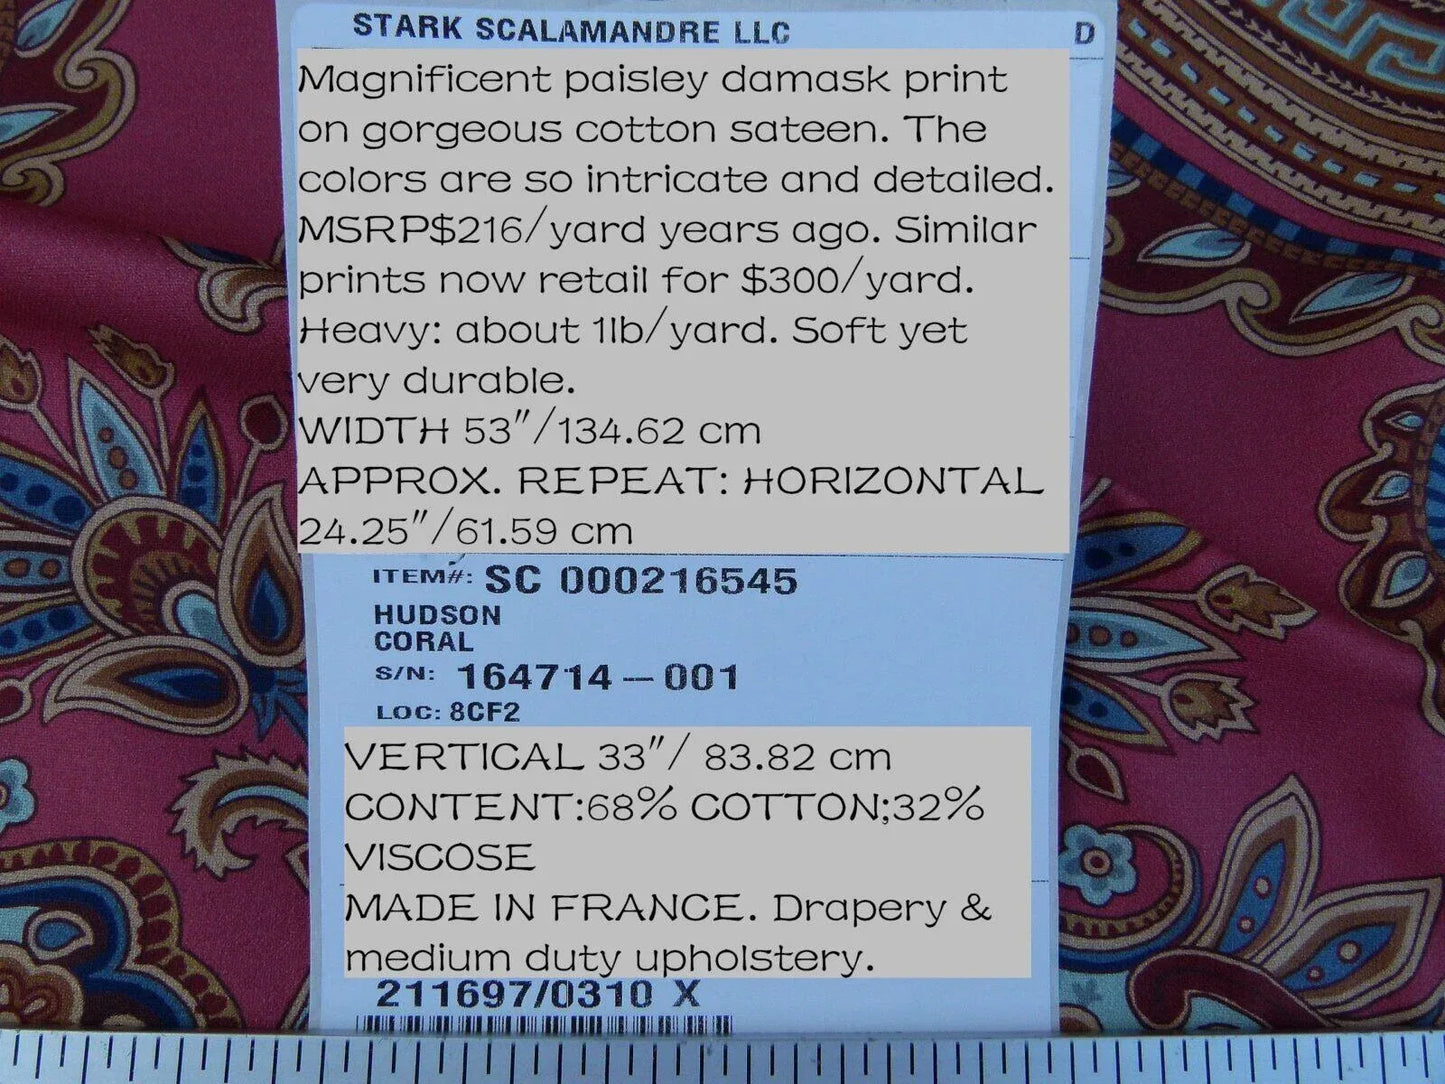 STARK SCALAMANDRE LLC D
Magnificent paisley damask print
on gorgeous cotton sateen. The
colors are so intricate and detailed.
MSRP$216/yard years ago. Similar
prints now retail for $300/yard.
Heavy: about 1lb/yard. Soft yet
very durable.
WIDTH 53"/134.62 cm
APPROX. REPEAT: HORIZONTAL
24.25"/61.59 cm
ITEM#: SC 000216545
HUDSON
CORAL
S/N: 164714-001
LOC: 8CF2
VERTICAL 33"/ 83.82 cm
CONTENT:68% COTTON;32%
VISCOSE
MADE IN FRANCE. Drapery &
medium duty upholstery.
211697/0310 X